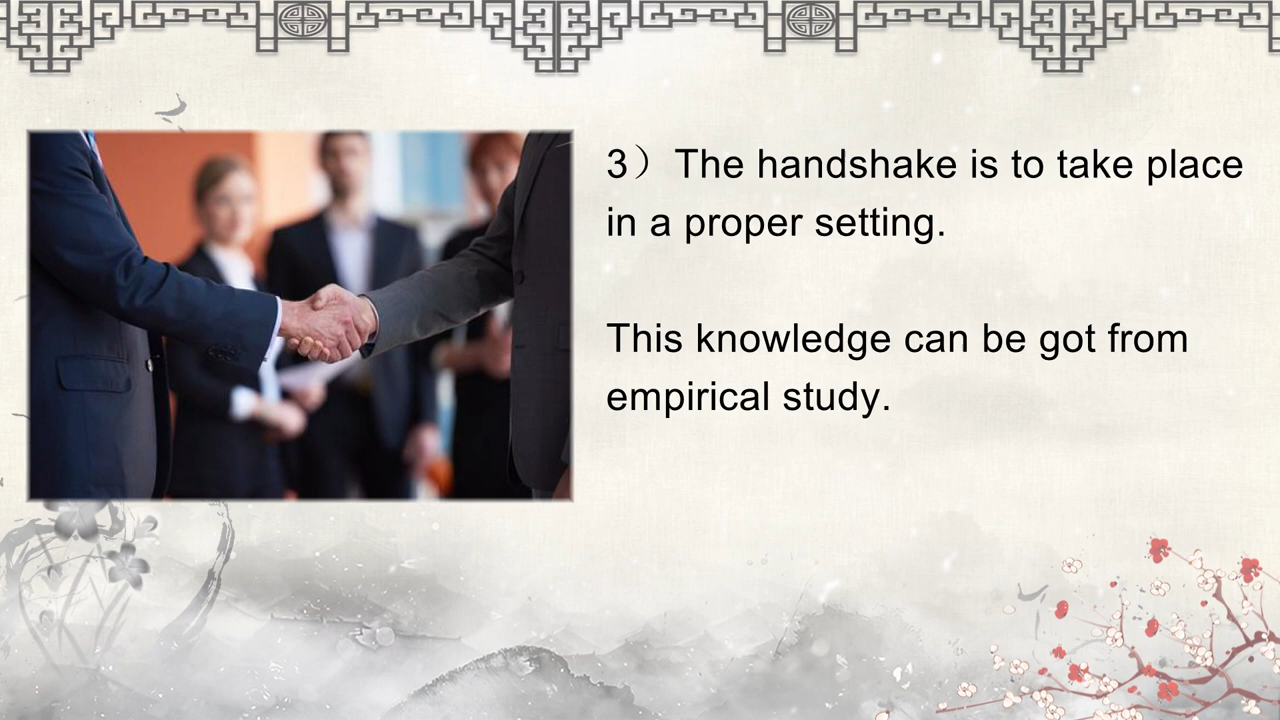 3）The handshake is to take place
in a proper setting.
This knowledge can be got from
empirical study.